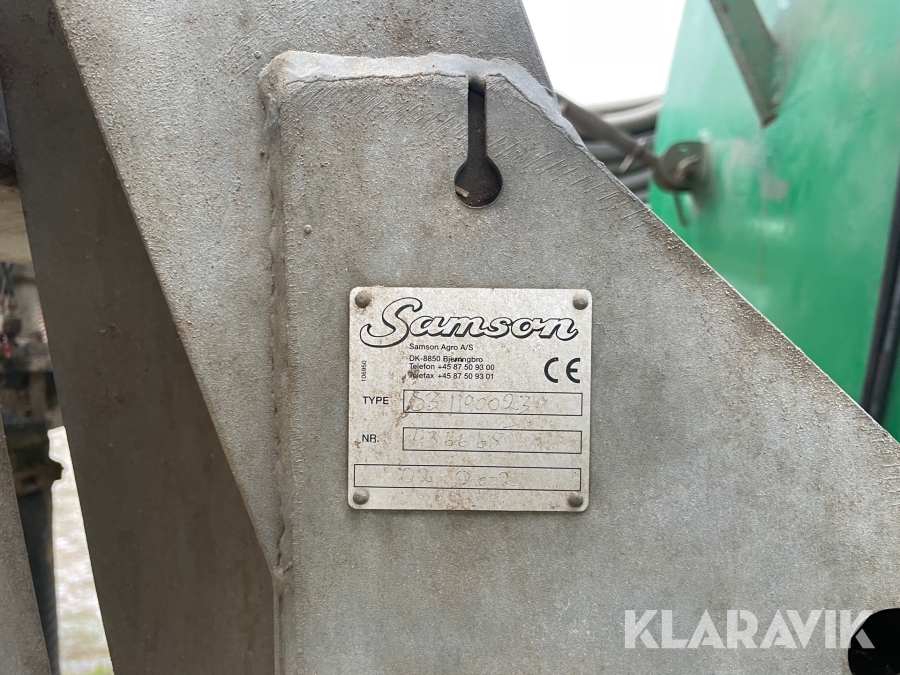 Samson
Samson Agro A/S
DK-8850 Bjerringbro
Telefon +45 87 50 93 00
Telefax +45 87 50 93 01
CE
106950
TYPE
NR.
KLARAVIK